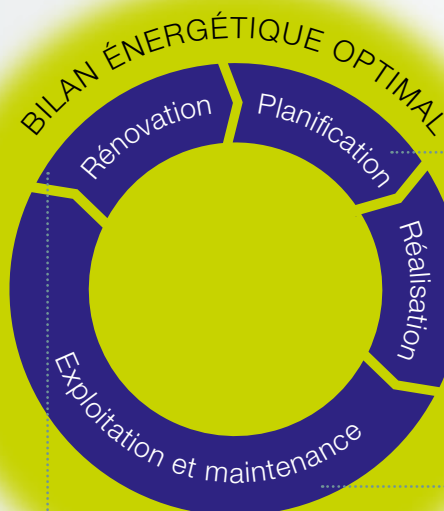 BILAN ÉNERGÉTIQUE OPTIMAL
Rénovation
Planification
Réalisation
Exploitation et maintenance